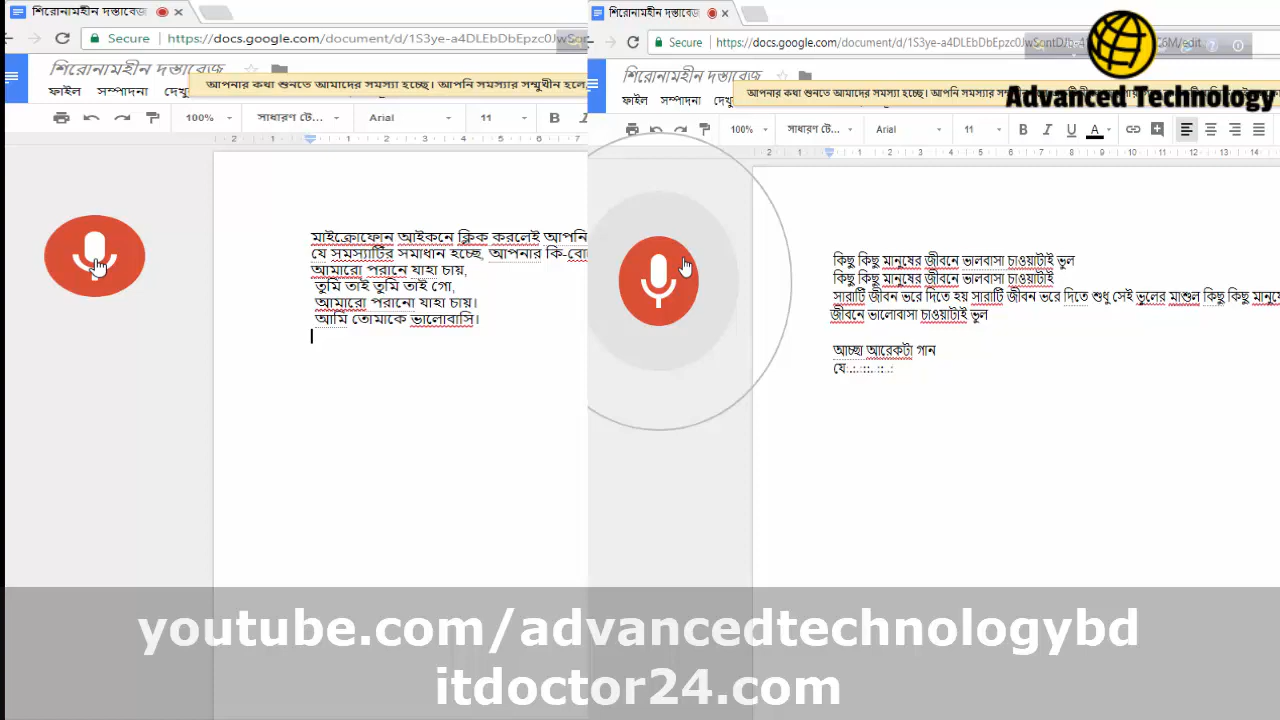 শিরোনামহীন দস্তাবেজ
Secure https://docs.google.com/document/d/1S3ye-a4DLEbDbEpzc0JwSqntDJb
শিরোনামহীন দস্তাবেজ
আপনার কথা শুনতে আমাদের সমস্যা হচ্ছে। আপনি সমস্যার সম্মুখীন হলে,
ফাইল সম্পাদনা
100% সাধারণ টে... Arial 11 B
মাইক্রোফোন আইকনে ক্লিক করলেই আপনি
যে সমস্যাটির সমাধান হচ্ছে, আপনার কি-বো
আমারো পরানে যাহা চায়,
তুমি তাই তুমি তাই গো,
আমারো পরানো যাহা চায়।
আমি তোমাকে ভালোবাসি।
শিরোনামহীন দস্তাবেজ
Secure https://docs.google.com/document/d/1S3ye-a4DLEbDbEpzc0JwSqntDJb
Advanced Technology
শিরোনামহীন দস্তাবেজ
আপনার কথা শুনতে আমাদের সমস্যা হচ্ছে। আপনি সমস্যার
ফাইল সম্পাদনা
100% সাধারণ টে... Arial 11 B I U A
কিছু কিছু মানুষের জীবনে ভালবাসা চাওয়াটাই ভুল
কিছু কিছু মানুষের জীবনে ভালবাসা চাওয়াটাই
সারাটি জীবন ভরে দিতে হয় সারাটি জীবন ভরে দিতে শুধু সেই ভুলের মাশুল কিছু কিছু মানুষে
জীবনে ভালোবাসা চাওয়াটাই ভুল
আচ্ছা আরেকটা গান
যে
youtube.com/advancedtechnologybd
itdoctor24.com